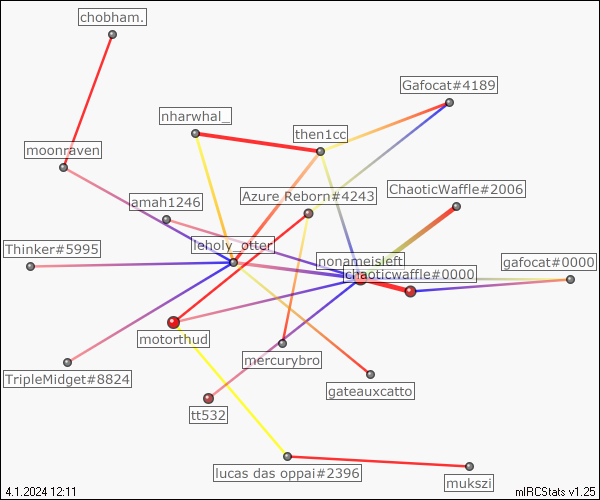 chobham.
Gafocat#4189
nharwhal_
then1cc
moonraven
ChaoticWaffle#2006
Azure Reborn#4243
amah1246
leholy_otter
Thinker#5995
nonameisleft
gafocat#0000
chaoticwaffle#0000
motorthud
mercurybro
TripleMidget#8824
gateauxcatto
tt532
lucas das oppai#2396
mukszi
4.1.2024 12:11
mIRCStats v1.25